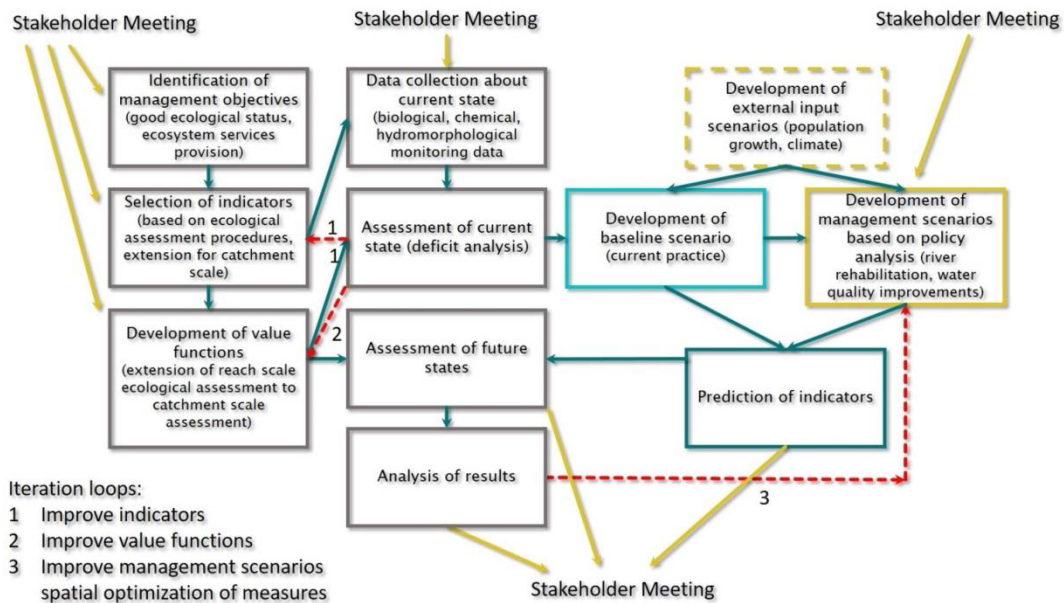 Stakeholder Meeting
Stakeholder Meeting
Stakeholder Meeting
Identification of
management objectives
(good ecological status,
ecosystem services
provision)
Data collection about
current state
(biological, chemical,
hydromorphological
monitoring data
Development of
external input
scenarios (population
growth, climate)
Selection of indicators
(based on ecological
assessment procedures,
extension for catchment
scale)
1
1
Assessment of current
state (deficit analysis)
Development of
baseline scenario
(current practice)
Development of
management scenarios
based on policy
analysis (river
rehabilitation, water
quality improvements)
Development of value
functions
(extension of reach scale
ecological assessment to
catchment scale
assessment)
2
Assessment of future
states
Prediction of indicators
Analysis of results
3
Iteration loops:
1 Improve indicators
2 Improve value functions
3 Improve management scenarios
spatial optimization of measures
Stakeholder Meeting